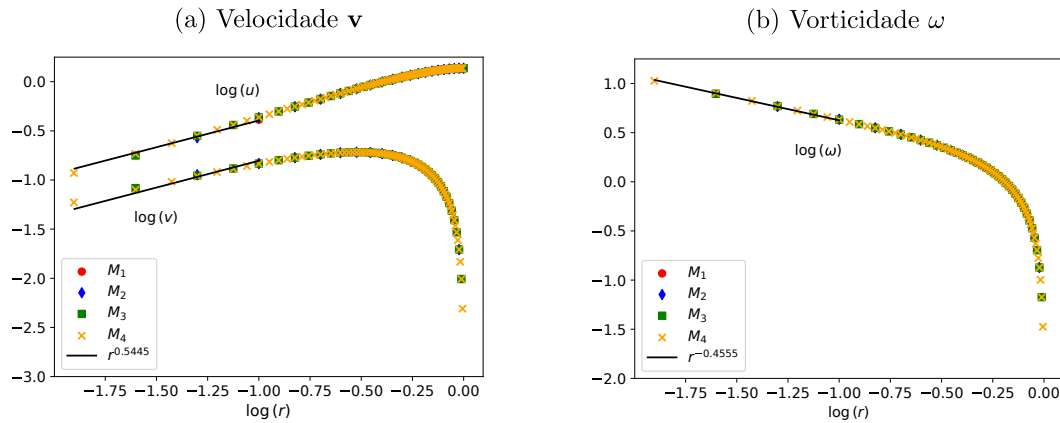 (a) Velocidade v
(b) Vorticidade ω
log (u)
log (v)
0.0
−0.5
−1.0
−1.5
−2.0
−2.5
−3.0
M1
M2
M3
M4
r^0.5445
−1.75 −1.50 −1.25 −1.00 −0.75 −0.50 −0.25 0.00
log (r)
1.0
0.5
0.0
−0.5
−1.0
−1.5
−2.0
log (ω)
M1
M2
M3
M4
r^−0.4555
−1.75 −1.50 −1.25 −1.00 −0.75 −0.50 −0.25 0.00
log (r)